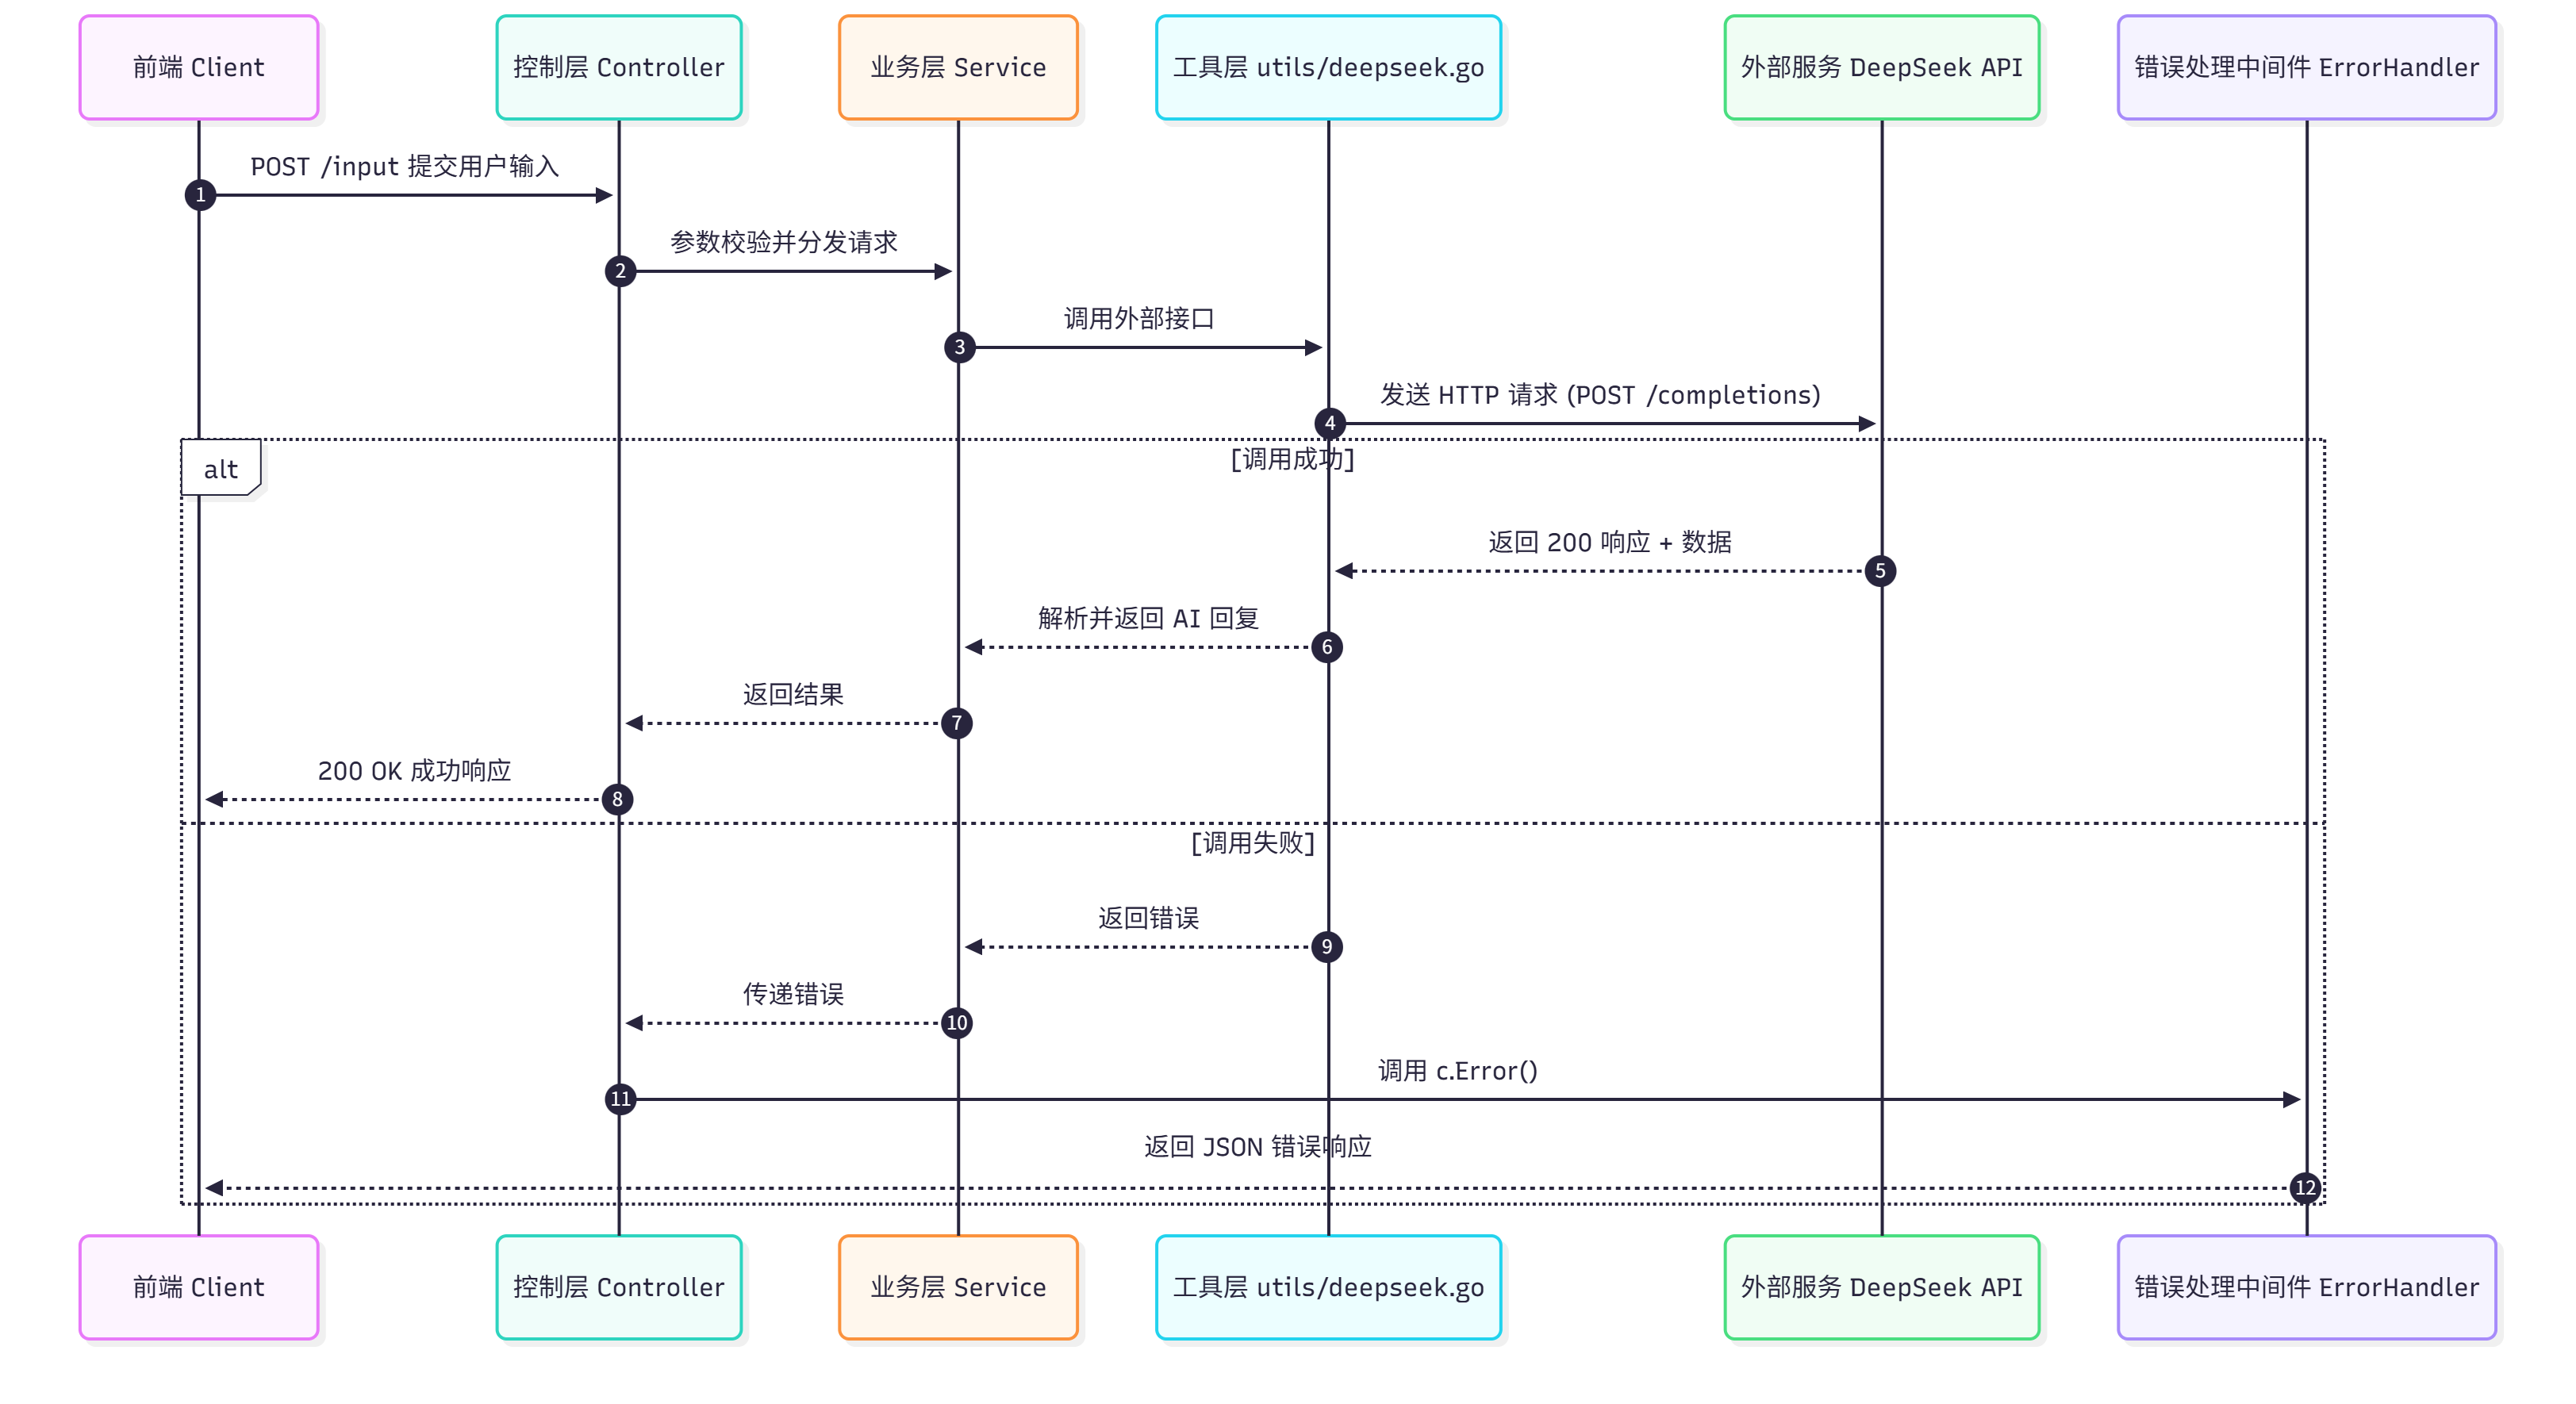 前端 Client
控制层 Controller
业务层 Service
工具层 utils/deepseek.go
外部服务 DeepSeek API
错误处理中间件 ErrorHandler
POST /input 提交用户输入
1
参数校验并分发请求
2
调用外部接口
3
发送 HTTP 请求 (POST /completions)
4
alt
[调用成功]
返回 200 响应 + 数据
5
解析并返回 AI 回复
6
返回结果
7
200 OK 成功响应
8
[调用失败]
返回错误
9
传递错误
10
调用 c.Error()
11
返回 JSON 错误响应
12
前端 Client
控制层 Controller
业务层 Service
工具层 utils/deepseek.go
外部服务 DeepSeek API
错误处理中间件 ErrorHandler